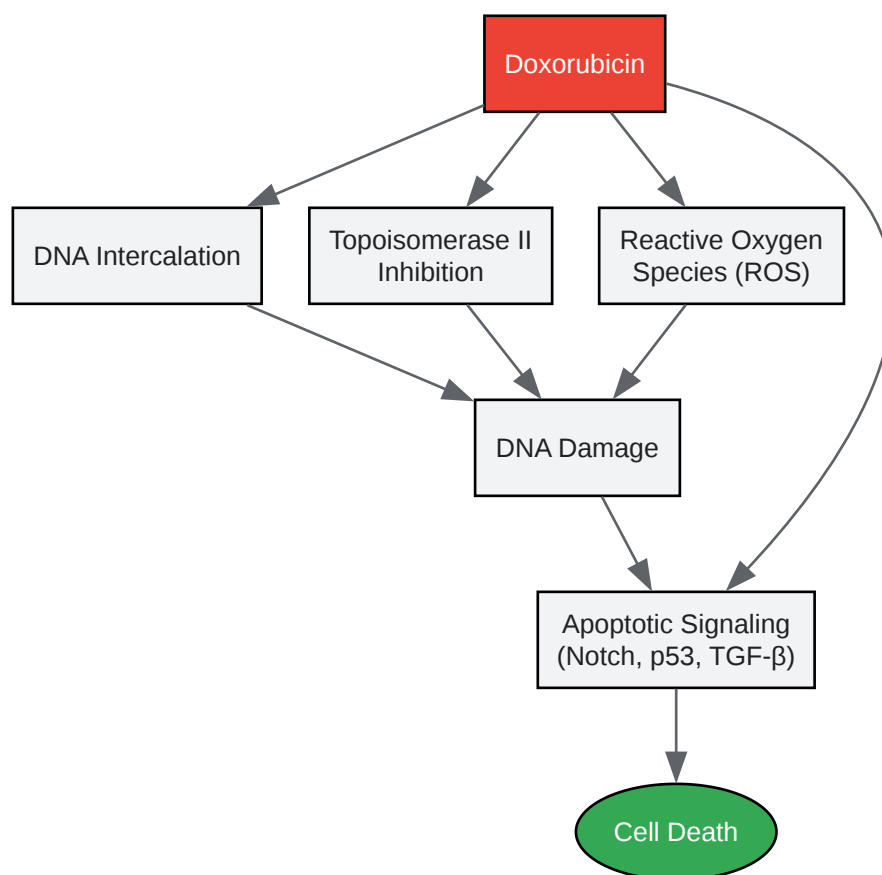 Doxorubicin
DNA Intercalation
Topoisomerase II
Inhibition
Reactive Oxygen
Species (ROS)
DNA Damage
Apoptotic Signaling
(Notch, p53, TGF-β)
Cell Death